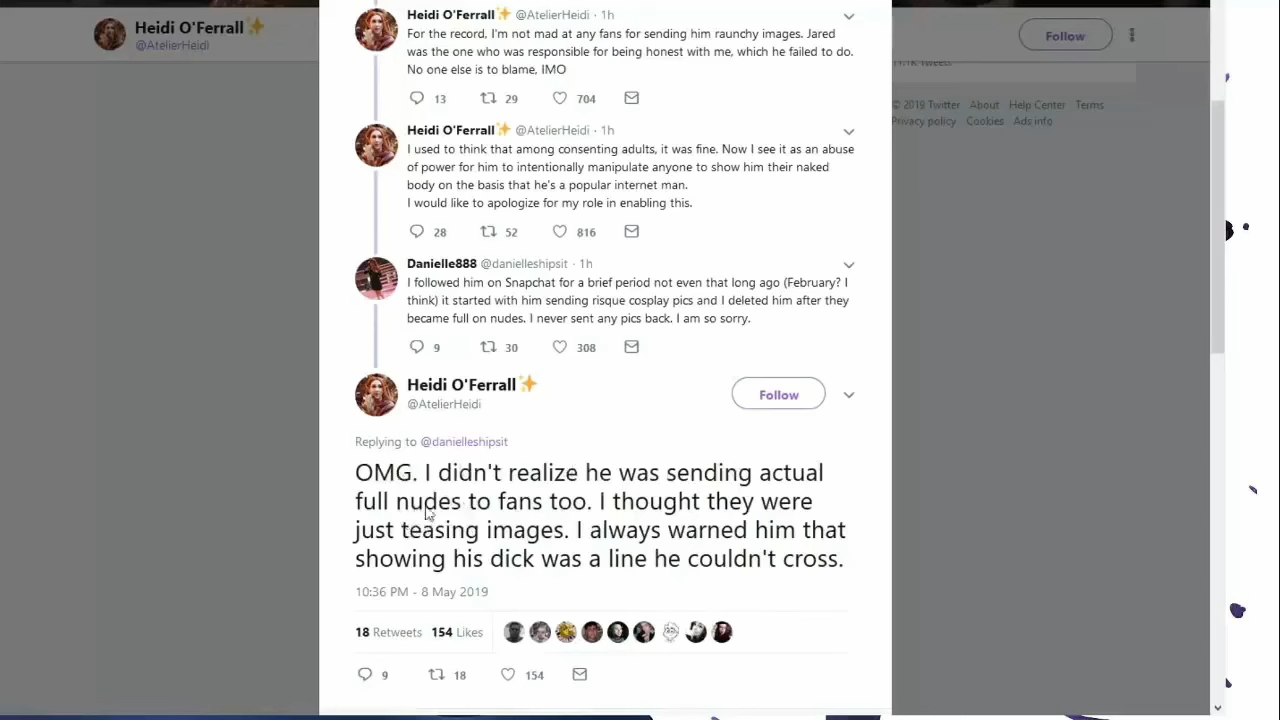 Heidi O'Ferrall✨
@AtelierHeidi
Follow
Heidi O'Ferrall✨ @AtelierHeidi · 1h
For the record, I'm not mad at any fans for sending him raunchy images. Jared
was the one who was responsible for being honest with me, which he failed to do.
No one else is to blame, IMO
13 29 704
Heidi O'Ferrall✨ @AtelierHeidi · 1h
I used to think that among consenting adults, it was fine. Now I see it as an abuse
of power for him to intentionally manipulate anyone to show him their naked
body on the basis that he's a popular internet man.
I would like to apologize for my role in enabling this.
28 52 816
Danielle888 @danielleshipsit · 1h
I followed him on Snapchat for a brief period not even that long ago (February? I
think) it started with him sending risque cosplay pics and I deleted him after they
became full on nudes. I never sent any pics back. I am so sorry.
9 30 308
Heidi O'Ferrall✨
@AtelierHeidi
Follow
Replying to @danielleshipsit
OMG. I didn't realize he was sending actual
full nudes to fans too. I thought they were
just teasing images. I always warned him that
showing his dick was a line he couldn't cross.
10:36 PM - 8 May 2019
18 Retweets 154 Likes
9 18 154
Tweets
© 2019 Twitter About Help Center Terms
Privacy policy Cookies Ads info